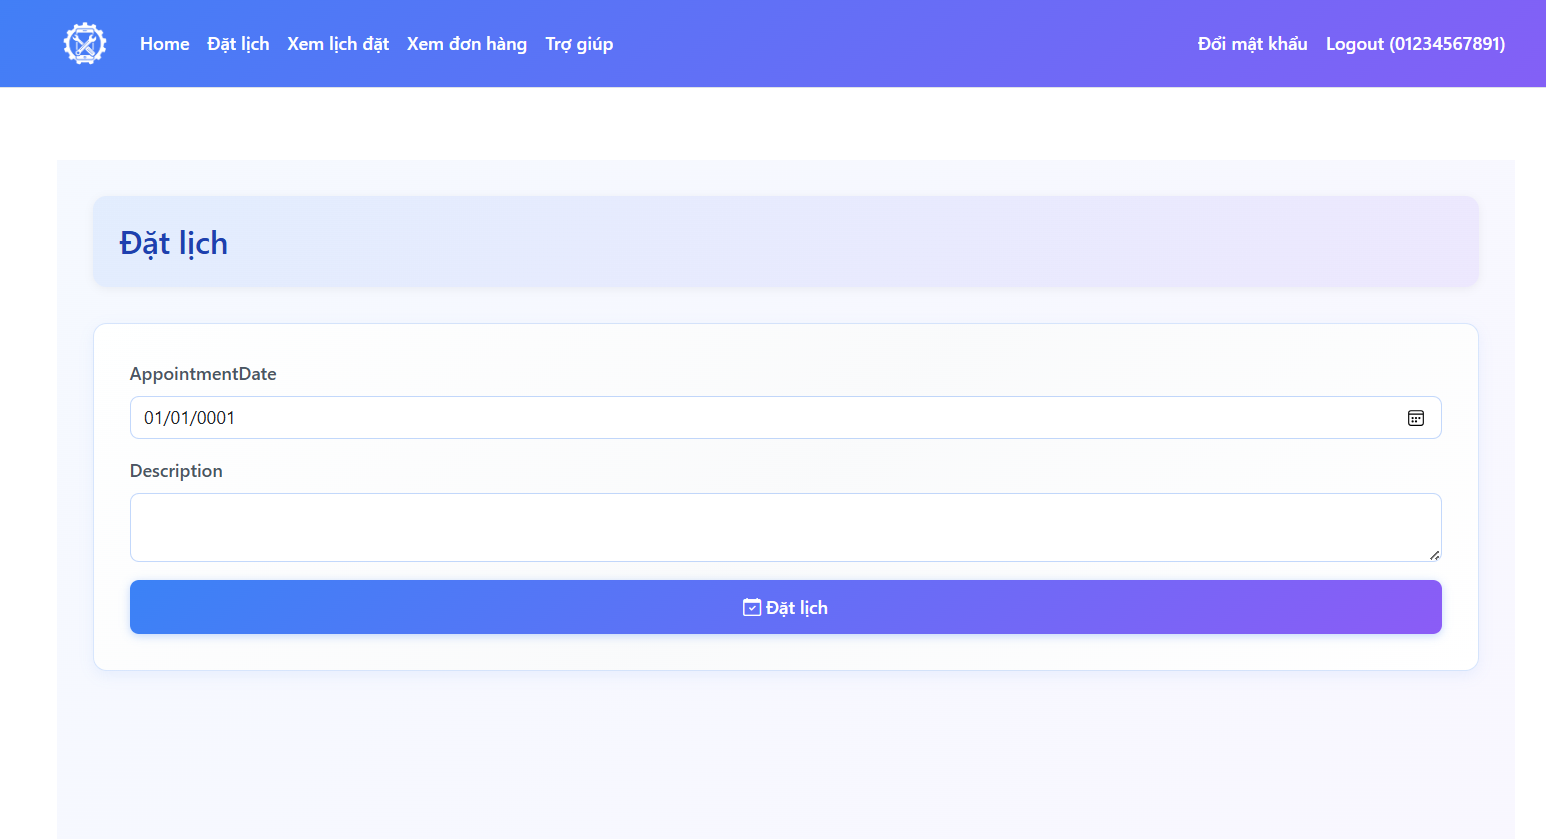 Home Đặt lịch Xem lịch đặt Xem đơn hàng Trợ giúp Đổi mật khẩu Logout (01234567891)
Đặt lịch
AppointmentDate
01/01/0001
Description
Đặt lịch